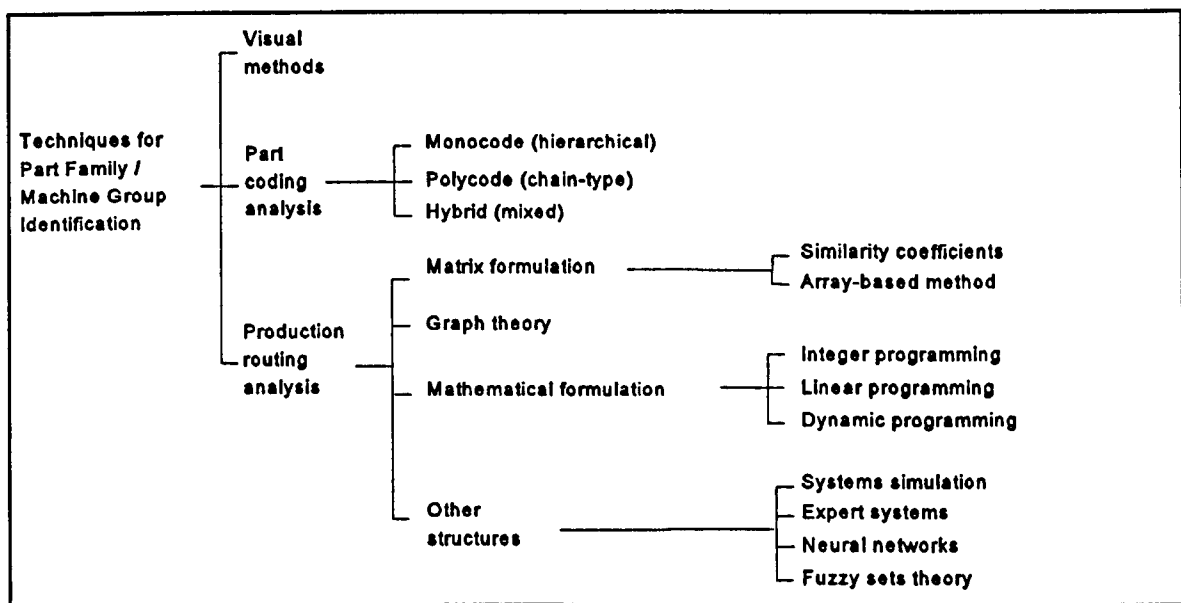 Visual
methods
Techniques for
Part Family /
Machine Group
Identification
Part
coding
analysis
Monocode (hierarchical)
Polycode (chain-type)
Hybrid (mixed)
Production
routing
analysis
Matrix formulation
Similarity coefficients
Array-based method
Graph theory
Mathematical formulation
Integer programming
Linear programming
Dynamic programming
Other
structures
Systems simulation
Expert systems
Neural networks
Fuzzy sets theory